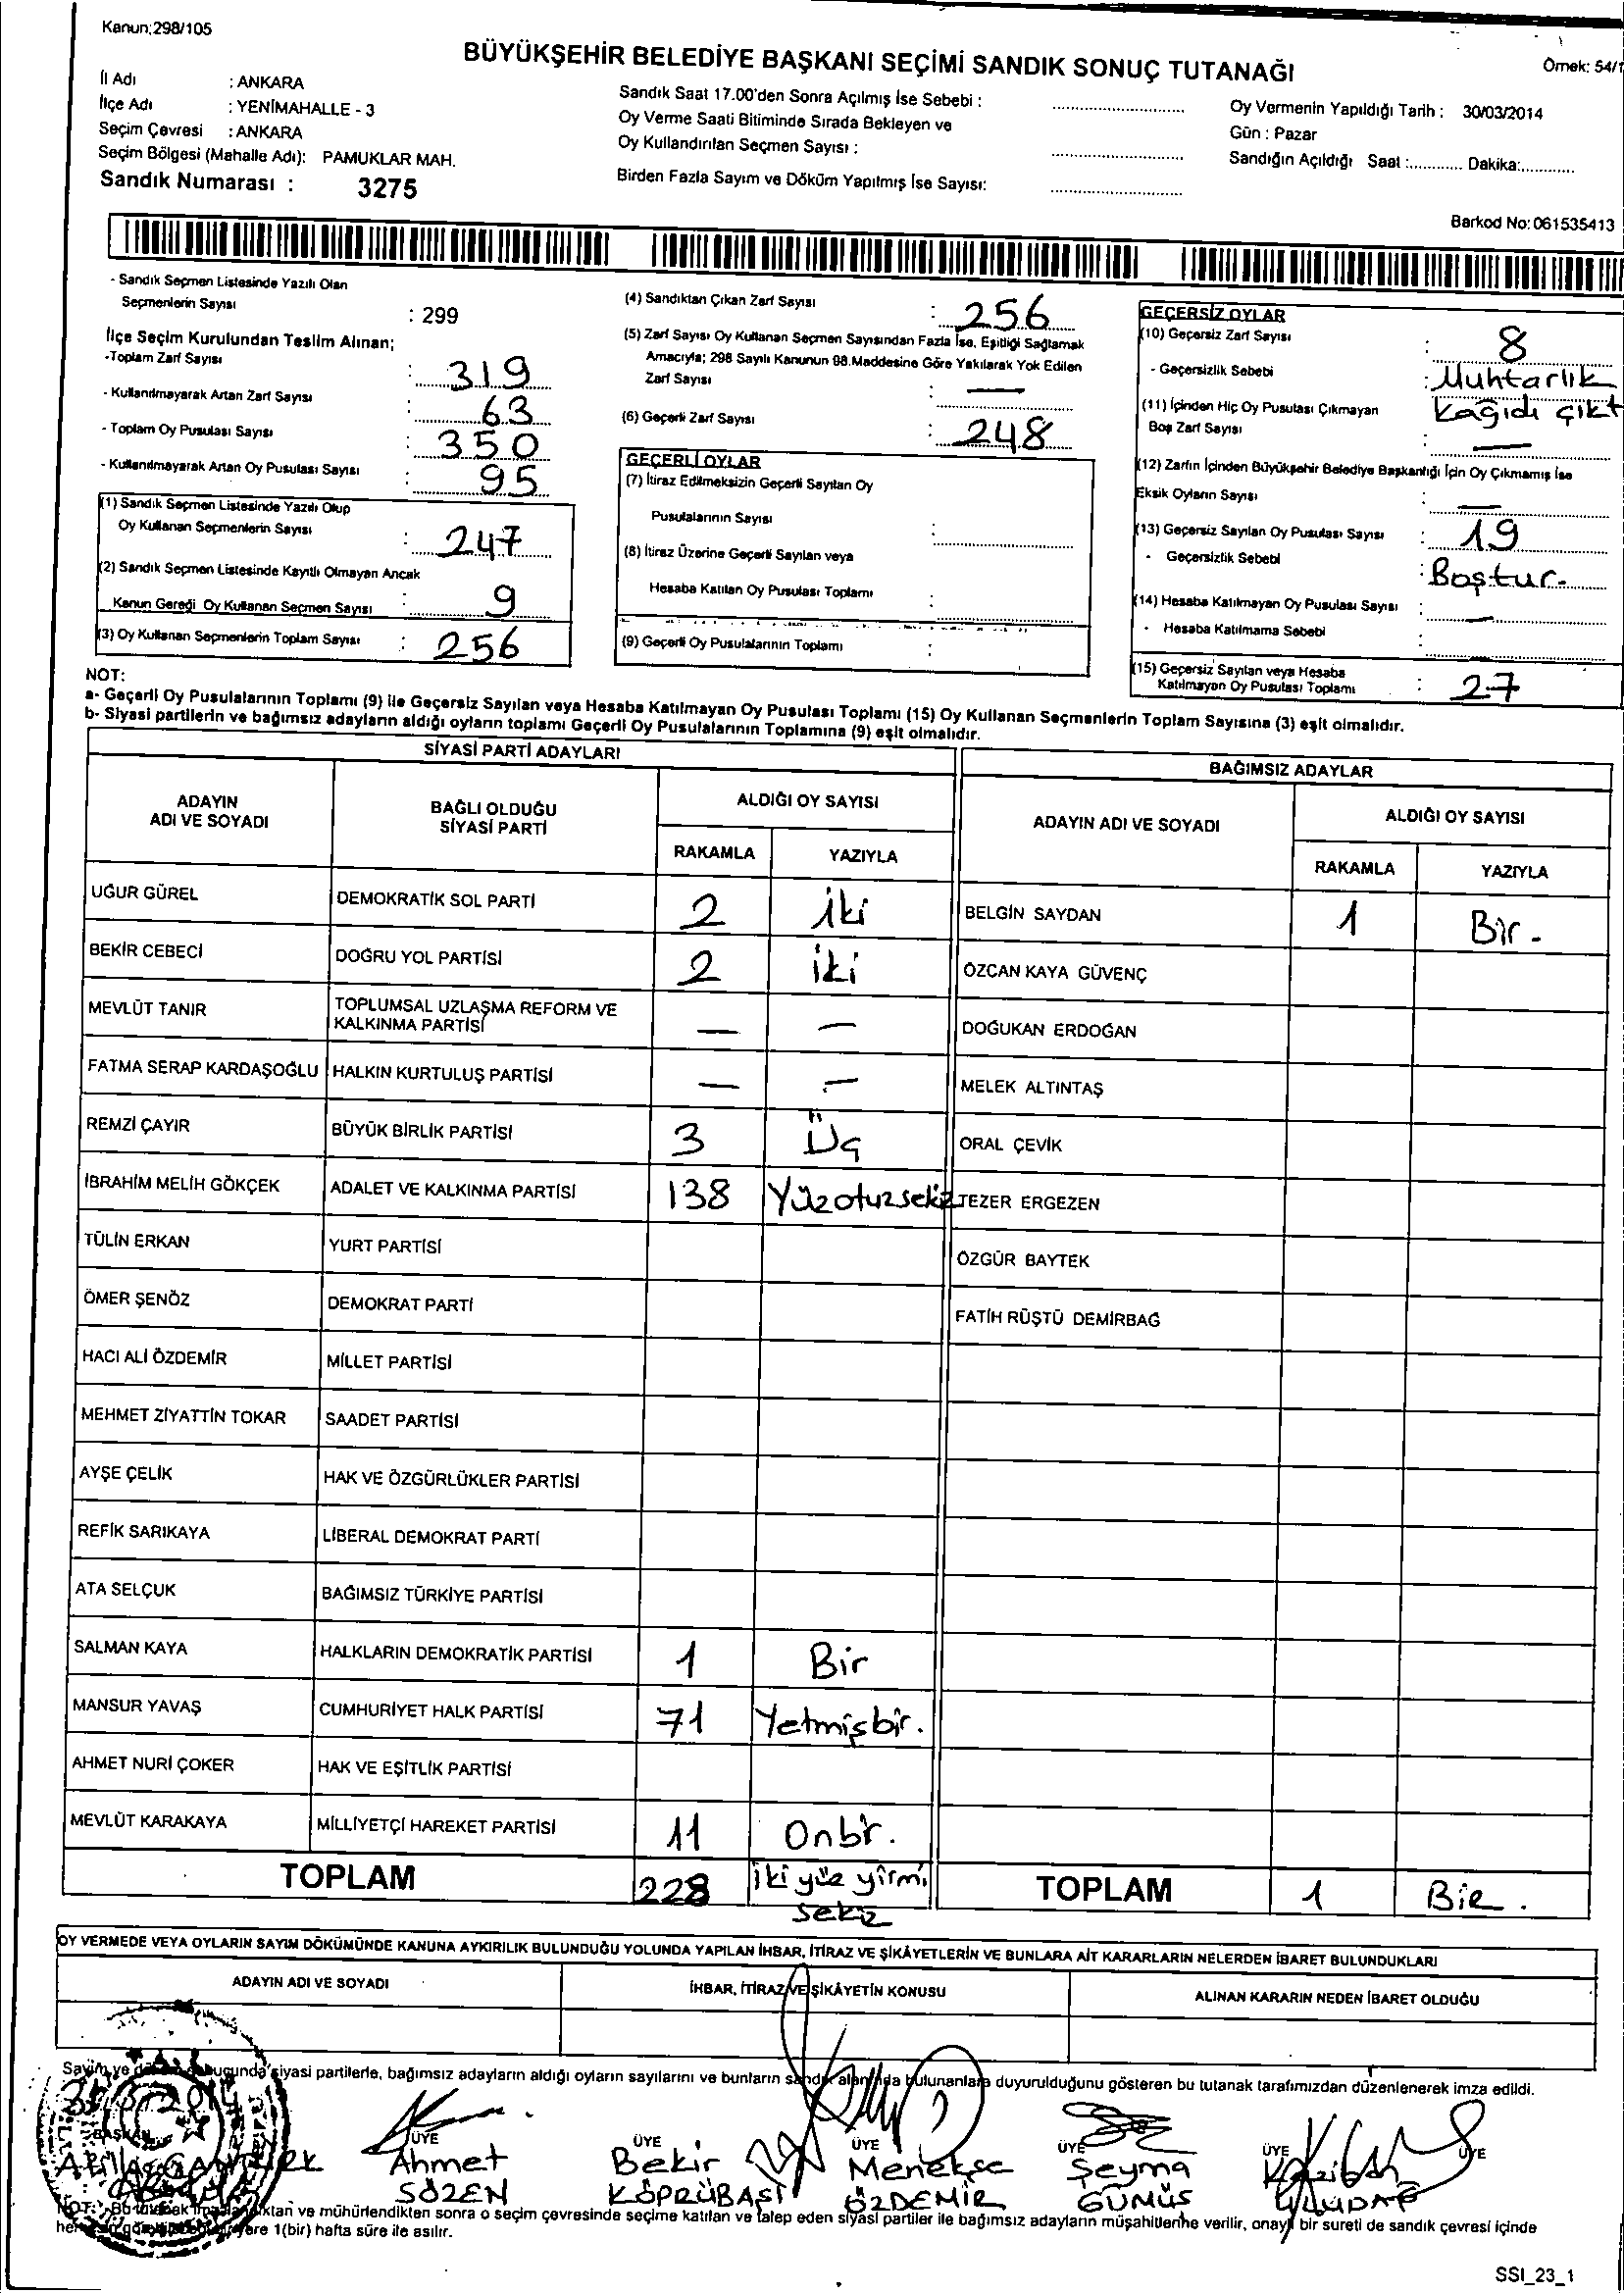 Kanun;298/105
BÜYÜKŞEHİR BELEDİYE BAŞKANI SEÇİMİ SANDIK SONUÇ TUTANAĞI
Örnek: 54/1
İl Adı : ANKARA
İlçe Adı : YENİMAHALLE - 3
Seçim Çevresi : ANKARA
Seçim Bölgesi (Mahalle Adı): PAMUKLAR MAH.
Sandık Numarası : 3275
Sandık Saat 17.00'den Sonra Açılmış İse Sebebi :
Oy Verme Saati Bitiminde Sırada Bekleyen ve
Oy Kullandırılan Seçmen Sayısı :
Birden Fazla Sayım ve Döküm Yapılmış İse Sayısı:
Oy Vermenin Yapıldığı Tarih : 30/03/2014
Gün : Pazar
Sandığın Açıldığı Saat :............ Dakika:............
Barkod No: 061535413
- Sandık Seçmen Listesinde Yazılı Olan
Seçmenlerin Sayısı : 299
İlçe Seçim Kurulundan Teslim Alınan;
-Toplam Zarf Sayısı : 319
- Kullanılmayarak Artan Zarf Sayısı : 63
- Toplam Oy Pusulası Sayısı : 350
- Kullanılmayarak Artan Oy Pusulası Sayısı : 95
(1) Sandık Seçmen Listesinde Yazılı Olup
Oy Kullanan Seçmenlerin Sayısı : 247
(2) Sandık Seçmen Listesinde Kayıtlı Olmayan Ancak
Kanun Gereği Oy Kullanan Seçmen Sayısı : 9
(3) Oy Kullanan Seçmenlerin Toplam Sayısı : 256
(4) Sandıktan Çıkan Zarf Sayısı : 256
(5) Zarf Sayısı Oy Kullanan Seçmen Sayısından Fazla İse, Eşitliği Sağlamak
Amacıyla; 298 Sayılı Kanunun 98.Maddesine Göre Yakılarak Yok Edilen
Zarf Sayısı : —
(6) Geçerli Zarf Sayısı : 248
GEÇERLİ OYLAR
(7) İtiraz Edilmeksizin Geçerli Sayılan Oy
Pusulalarının Sayısı :
(8) İtiraz Üzerine Geçerli Sayılan veya
Hesaba Katılan Oy Pusulası Toplamı :
(9) Geçerli Oy Pusulalarının Toplamı :
GEÇERSİZ OYLAR
(10) Geçersiz Zarf Sayısı : 8
- Geçersizlik Sebebi : Muhtarlık
kağıdı çıkt
(11) İçinden Hiç Oy Pusulası Çıkmayan
Boş Zarf Sayısı : —
(12) Zarfın İçinden Büyükşehir Belediye Başkanlığı İçin Oy Çıkmamış İse
Eksik Oyların Sayısı : —
(13) Geçersiz Sayılan Oy Pusulası Sayısı : 19
- Geçersizlik Sebebi : Boştur.
(14) Hesaba Katılmayan Oy Pusulası Sayısı : —
- Hesaba Katılmama Sebebi :
(15) Geçersiz Sayılan veya Hesaba
Katılmayan Oy Pusulası Toplamı : 27
NOT:
a- Geçerli Oy Pusulalarının Toplamı (9) ile Geçersiz Sayılan veya Hesaba Katılmayan Oy Pusulası Toplamı (15) Oy Kullanan Seçmenlerin Toplam Sayısına (3) eşit olmalıdır.
b- Siyasi partilerin ve bağımsız adayların aldığı oyların toplamı Geçerli Oy Pusulalarının Toplamına (9) eşit olmalıdır.
SİYASİ PARTİ ADAYLARI
ADAYIN
ADI VE SOYADI
BAĞLI OLDUĞU
SİYASİ PARTİ
ALDIĞI OY SAYISI
RAKAMLA YAZIYLA
UĞUR GÜREL DEMOKRATİK SOL PARTİ 2 İki
BEKİR CEBECİ DOĞRU YOL PARTİSİ 2 iki
MEVLÜT TANIR TOPLUMSAL UZLAŞMA REFORM VE
KALKINMA PARTİSİ — —
FATMA SERAP KARDAŞOĞLU HALKIN KURTULUŞ PARTİSİ — —
REMZİ ÇAYIR BÜYÜK BİRLİK PARTİSİ 3 Üç
İBRAHİM MELİH GÖKÇEK ADALET VE KALKINMA PARTİSİ 138 Yüzotuzsekiz
TÜLİN ERKAN YURT PARTİSİ
ÖMER ŞENÖZ DEMOKRAT PARTİ
HACI ALİ ÖZDEMİR MİLLET PARTİSİ
MEHMET ZİYATTİN TOKAR SAADET PARTİSİ
AYŞE ÇELİK HAK VE ÖZGÜRLÜKLER PARTİSİ
REFİK SARIKAYA LİBERAL DEMOKRAT PARTİ
ATA SELÇUK BAĞIMSIZ TÜRKİYE PARTİSİ
SALMAN KAYA HALKLARIN DEMOKRATİK PARTİSİ 1 Bir
MANSUR YAVAŞ CUMHURİYET HALK PARTİSİ 71 Yetmişbir.
AHMET NURİ ÇOKER HAK VE EŞİTLİK PARTİSİ
MEVLÜT KARAKAYA MİLLİYETÇİ HAREKET PARTİSİ 11 Onbir.
TOPLAM 228 İki yüz yirmi
sekiz
BAĞIMSIZ ADAYLAR
ADAYIN ADI VE SOYADI
ALDIĞI OY SAYISI
RAKAMLA YAZIYLA
BELGİN SAYDAN 1 Bir.
ÖZCAN KAYA GÜVENÇ
DOĞUKAN ERDOĞAN
MELEK ALTINTAŞ
ORAL ÇEVİK
TEZER ERGEZEN
ÖZGÜR BAYTEK
FATİH RÜŞTÜ DEMİRBAĞ
TOPLAM 1 Bir.
OY VERMEDE VEYA OYLARIN SAYIM DÖKÜMÜNDE KANUNA AYKIRILIK BULUNDUĞU YOLUNDA YAPILAN İHBAR, İTİRAZ VE ŞİKÂYETLERİN VE BUNLARA AİT KARARLARIN NELERDEN İBARET BULUNDUKLARI
ADAYIN ADI VE SOYADI İHBAR, İTİRAZ VE ŞİKÂYETİN KONUSU ALINAN KARARIN NEDEN İBARET OLDUĞU
Sayım ve siyasi partilerle, bağımsız adayların aldığı oyların sayılarını ve bunların bulunanlara duyurulduğunu gösteren bu tutanak tarafımızdan düzenlenerek imza edildi.
BAŞKAN ÜYE ÜYE ÜYE ÜYE ÜYE ÜYE
Ahmet Bekir Menekşe Şeyma
SÖZEN KÖPRÜBAŞI ÖZDEMİR GÜMÜŞ ULUDAĞ
NOT: ve mühürlendikten sonra o seçim çevresinde seçime katılan ve talep eden siyasi partiler ile bağımsız adayların müşahitlerine verilir, onaylı bir sureti de sandık çevresi içinde
1(bir) hafta süre ile asılır.
SSI_23_1